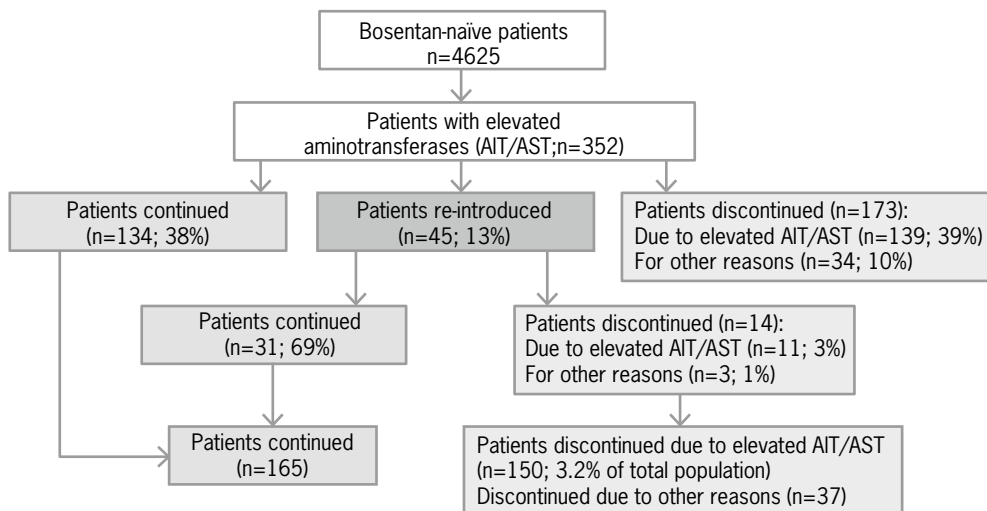 Bosentan-naïve patients
n=4625
Patients with elevated
aminotransferases (AlT/AST;n=352)
Patients continued
(n=134; 38%)
Patients re-introduced
(n=45; 13%)
Patients discontinued (n=173):
Due to elevated AlT/AST (n=139; 39%)
For other reasons (n=34; 10%)
Patients continued
(n=31; 69%)
Patients discontinued (n=14):
Due to elevated AlT/AST (n=11; 3%)
For other reasons (n=3; 1%)
Patients continued
(n=165)
Patients discontinued due to elevated AlT/AST
(n=150; 3.2% of total population)
Discontinued due to other reasons (n=37)